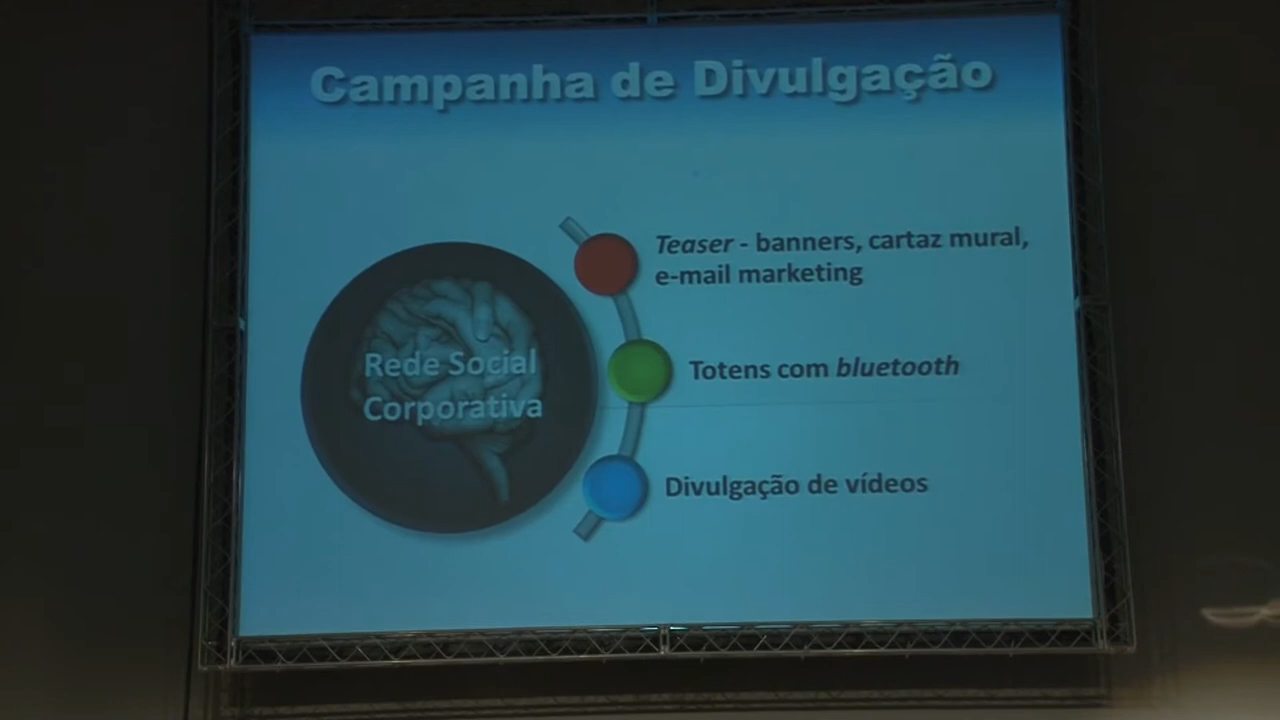 Campanha de Divulgação
Teaser - banners, cartaz mural,
e-mail marketing
Rede Social
Corporativa
Totens com bluetooth
Divulgação de vídeos